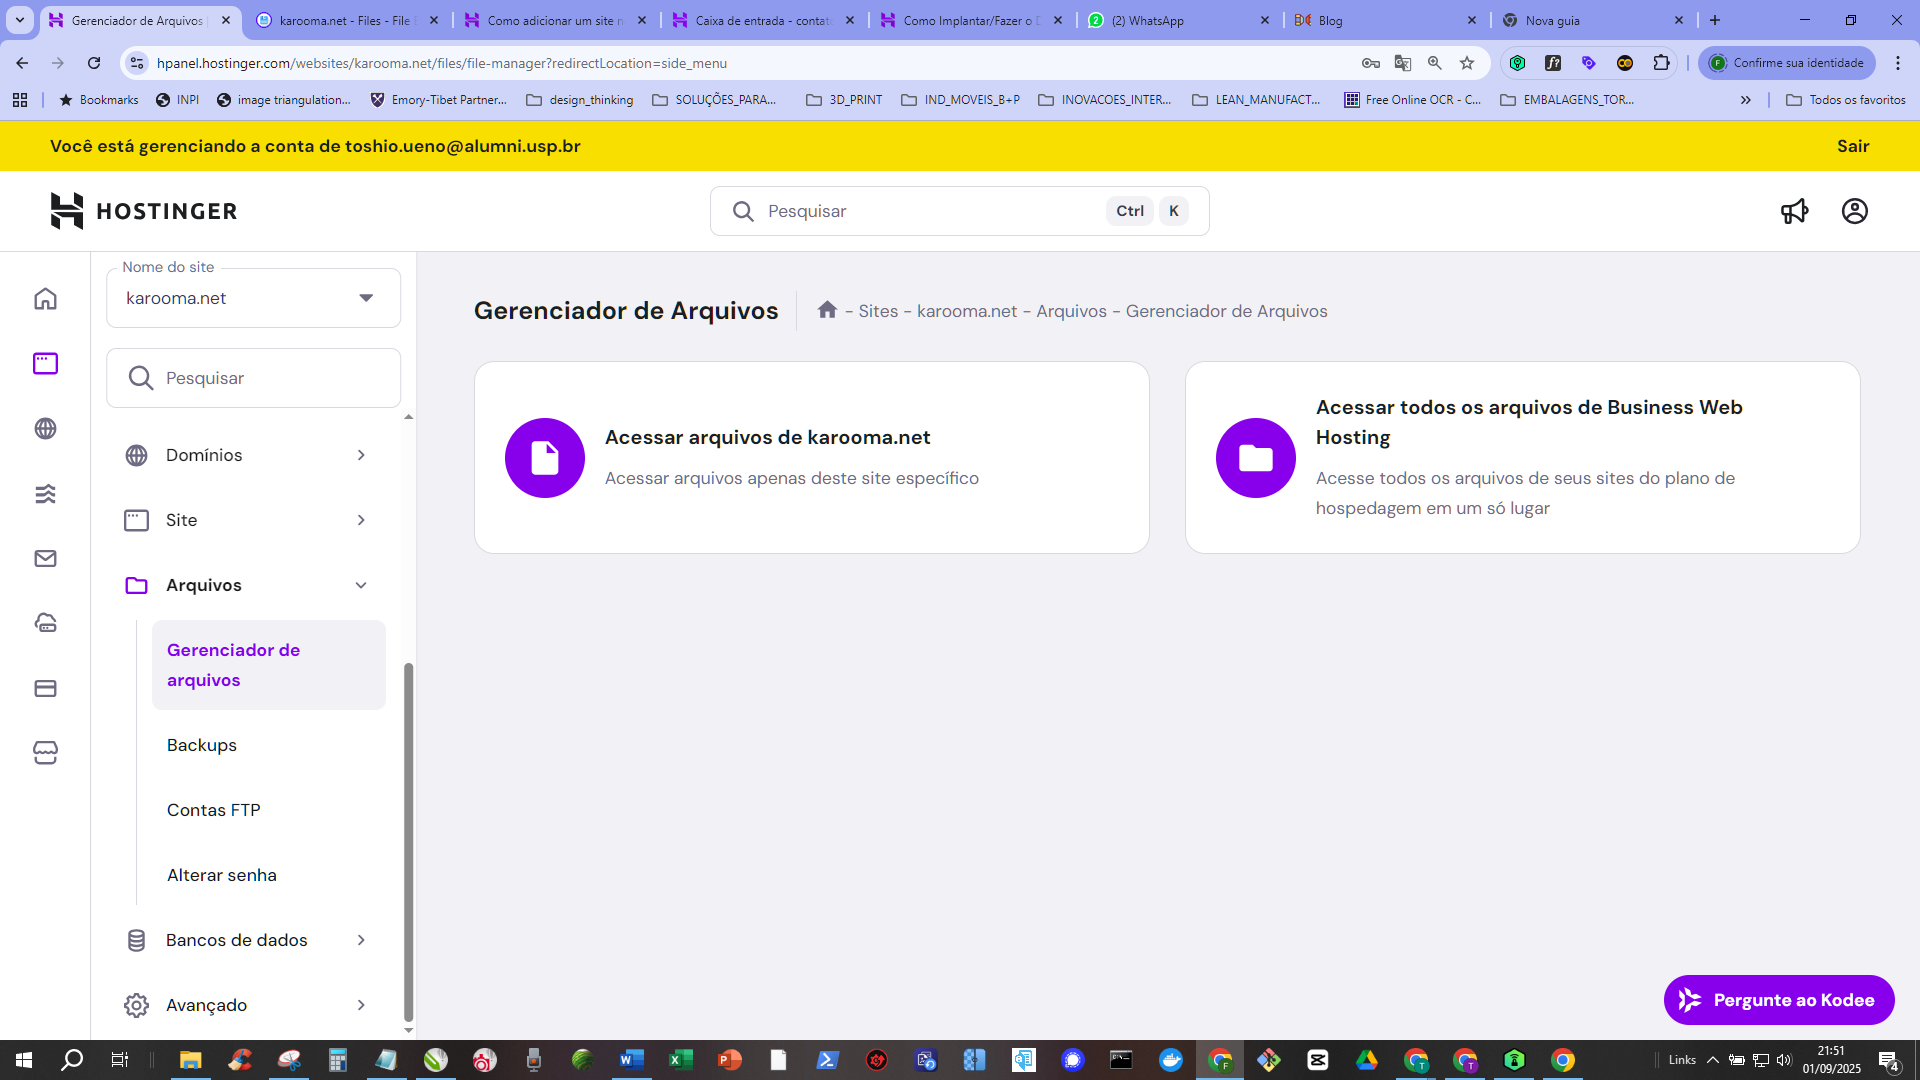 Gerenciador de Arquivos
karooma.net - Files - File
Como adicionar um site n
Caixa de entrada - contat
Como Implantar/Fazer o D
(2) WhatsApp
Blog
Nova guia
hpanel.hostinger.com/websites/karooma.net/files/file-manager?redirectLocation=side_menu
Confirme sua identidade
Bookmarks
INPI
image triangulation...
Emory-Tibet Partner...
design_thinking
SOLUÇÕES_PARA...
3D_PRINT
IND_MOVEIS_B+P
INOVACOES_INTER...
LEAN_MANUFACT...
Free Online OCR - C...
EMBALAGENS_TOR...
Todos os favoritos
Você está gerenciando a conta de toshio.ueno@alumni.usp.br
Sair
HOSTINGER
Pesquisar
Ctrl K
Nome do site
karooma.net
Pesquisar
Domínios
Site
Arquivos
Gerenciador de
arquivos
Backups
Contas FTP
Alterar senha
Bancos de dados
Avançado
Gerenciador de Arquivos
- Sites - karooma.net - Arquivos - Gerenciador de Arquivos
Acessar arquivos de karooma.net
Acessar arquivos apenas deste site específico
Acessar todos os arquivos de Business Web
Hosting
Acesse todos os arquivos de seus sites do plano de
hospedagem em um só lugar
Pergunte ao Kodee
Links
21:51
01/09/2025
4